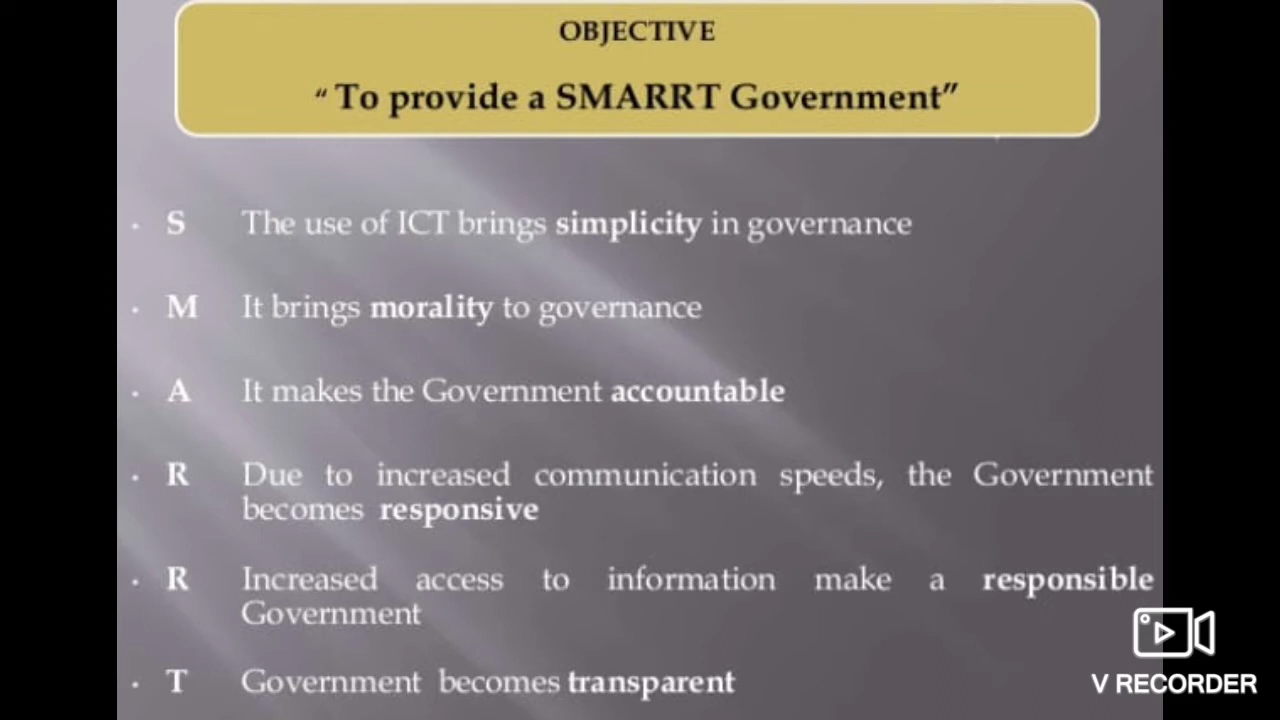 OBJECTIVE
“ To provide a SMARRT Government”
· S The use of ICT brings simplicity in governance
· M It brings morality to governance
· A It makes the Government accountable
· R Due to increased communication speeds, the Government
becomes responsive
· R Increased access to information make a responsible
Government
· T Government becomes transparent
V RECORDER